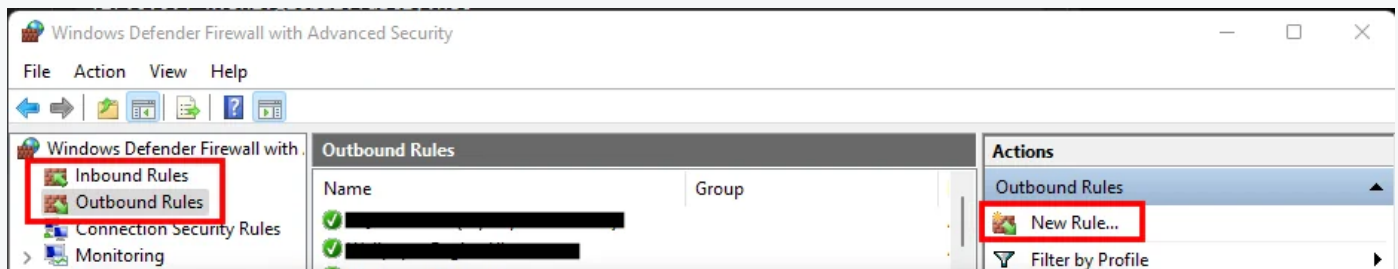 Windows Defender Firewall with Advanced Security
File Action View Help
Windows Defender Firewall with
Inbound Rules
Outbound Rules
Connection Security Rules
Monitoring
Outbound Rules
Name Group
Actions
Outbound Rules
New Rule...
Filter by Profile